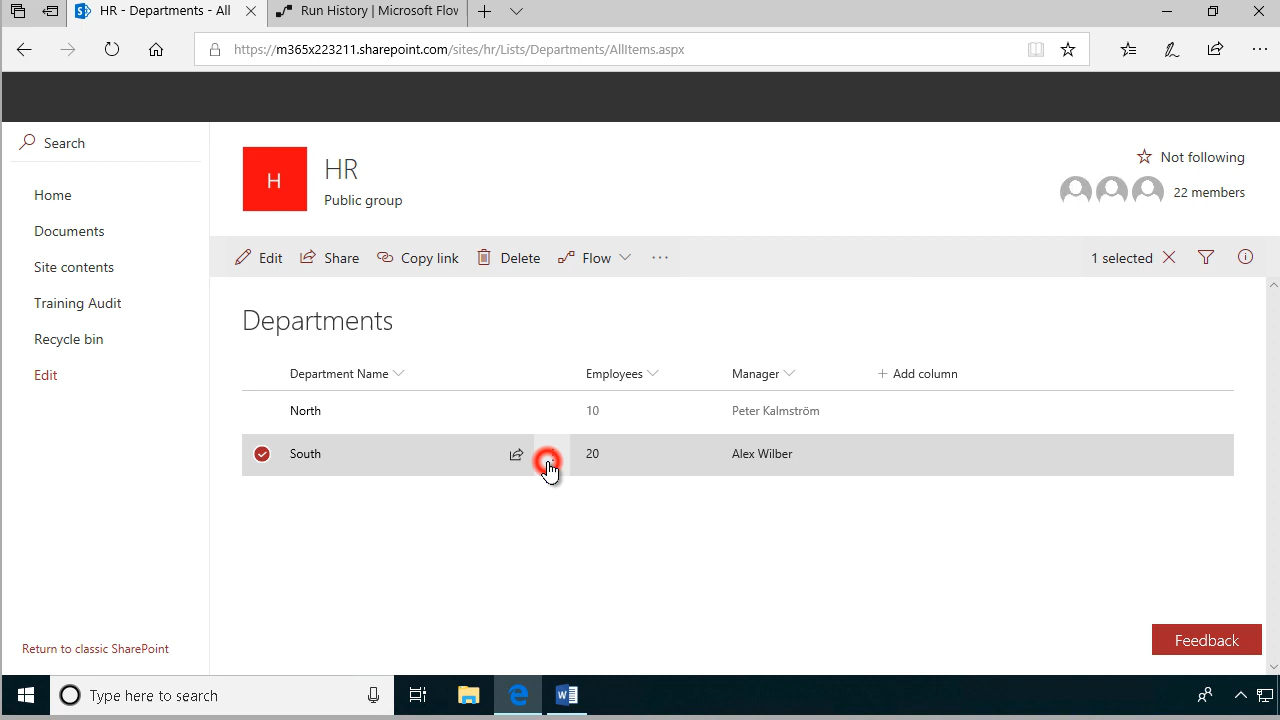 HR - Departments - All
Run History | Microsoft Flow
https://m365x223211.sharepoint.com/sites/hr/Lists/Departments/AllItems.aspx
Search
Home
Documents
Site contents
Training Audit
Recycle bin
Edit
Return to classic SharePoint
H
HR
Public group
Not following
22 members
Edit
Share
Copy link
Delete
Flow
1 selected
Departments
Department Name
Employees
Manager
Add column
North
10
Peter Kalmström
South
20
Alex Wilber
Feedback
Type here to search